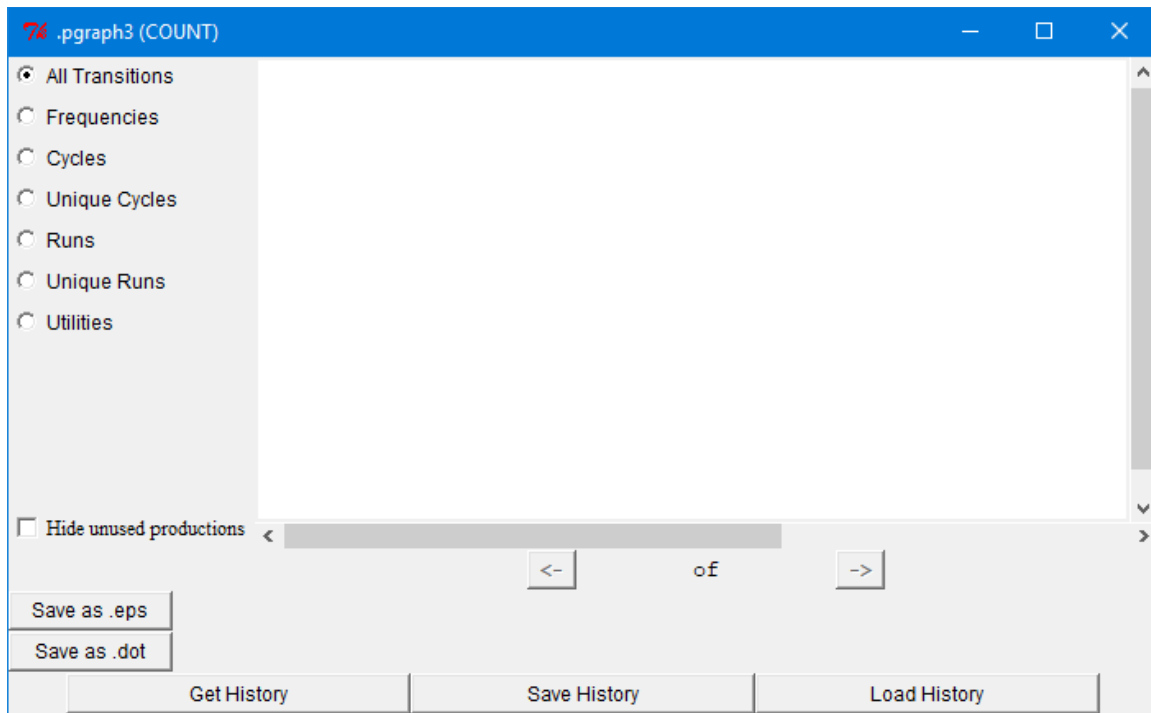 .pgraph3 (COUNT)
All Transitions
Frequencies
Cycles
Unique Cycles
Runs
Unique Runs
Utilities
Hide unused productions
<- of ->
Save as .eps
Save as .dot
Get History Save History Load History